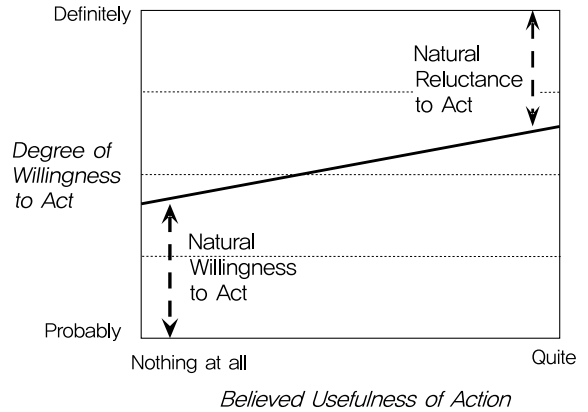 Definitely
Natural
Reluctance
to Act
Degree of
Willingness
to Act
Natural
Willingness
to Act
Probably
Nothing at all
Quite
Believed Usefulness of Action